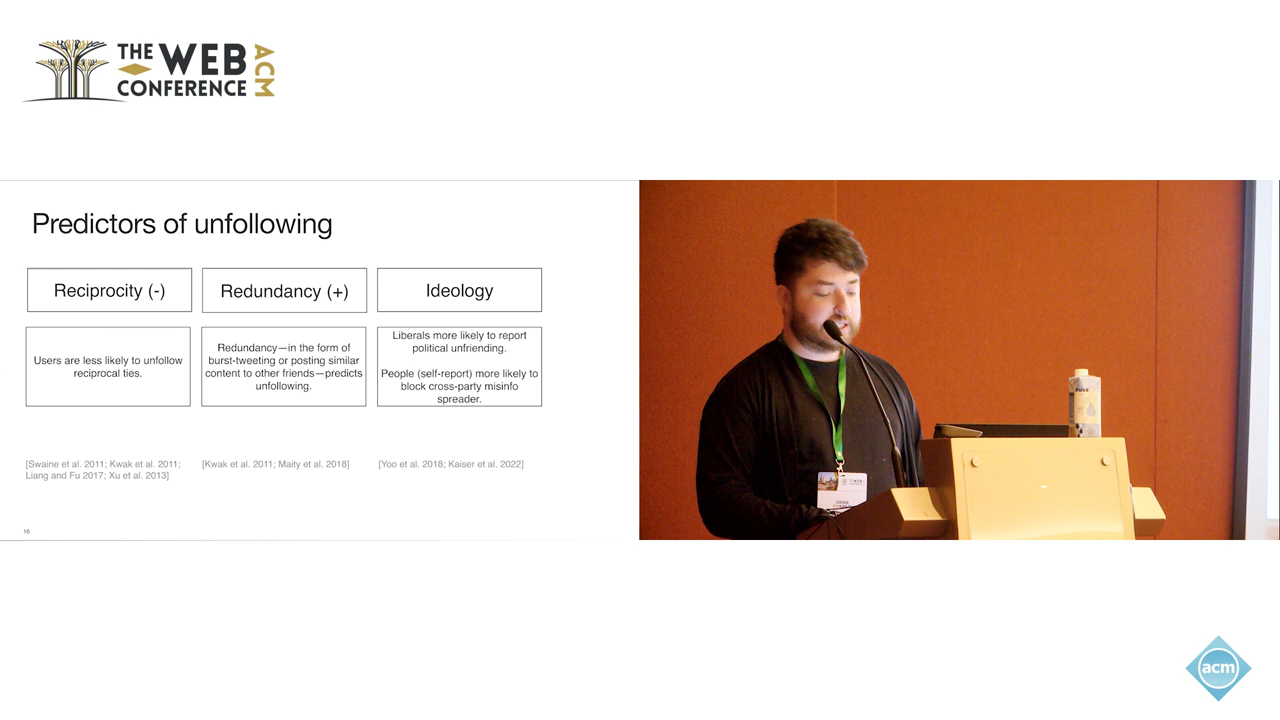 THE WEB
CONFERENCE
ACM
Predictors of unfollowing
Reciprocity (-)
Redundancy (+)
Ideology
Users are less likely to unfollow
reciprocal ties.
Redundancy—in the form of
burst-tweeting or posting similar
content to other friends—predicts
unfollowing.
Liberals more likely to report
political unfriending.
People (self-report) more likely to
block cross-party misinfo
spreader.
[Swaine et al. 2011; Kwak et al. 2011;
Liang and Fu 2017; Xu et al. 2013]
[Kwak et al. 2011; Maity et al. 2018]
[Yoo et al. 2018; Kaiser et al. 2022]
16
acm